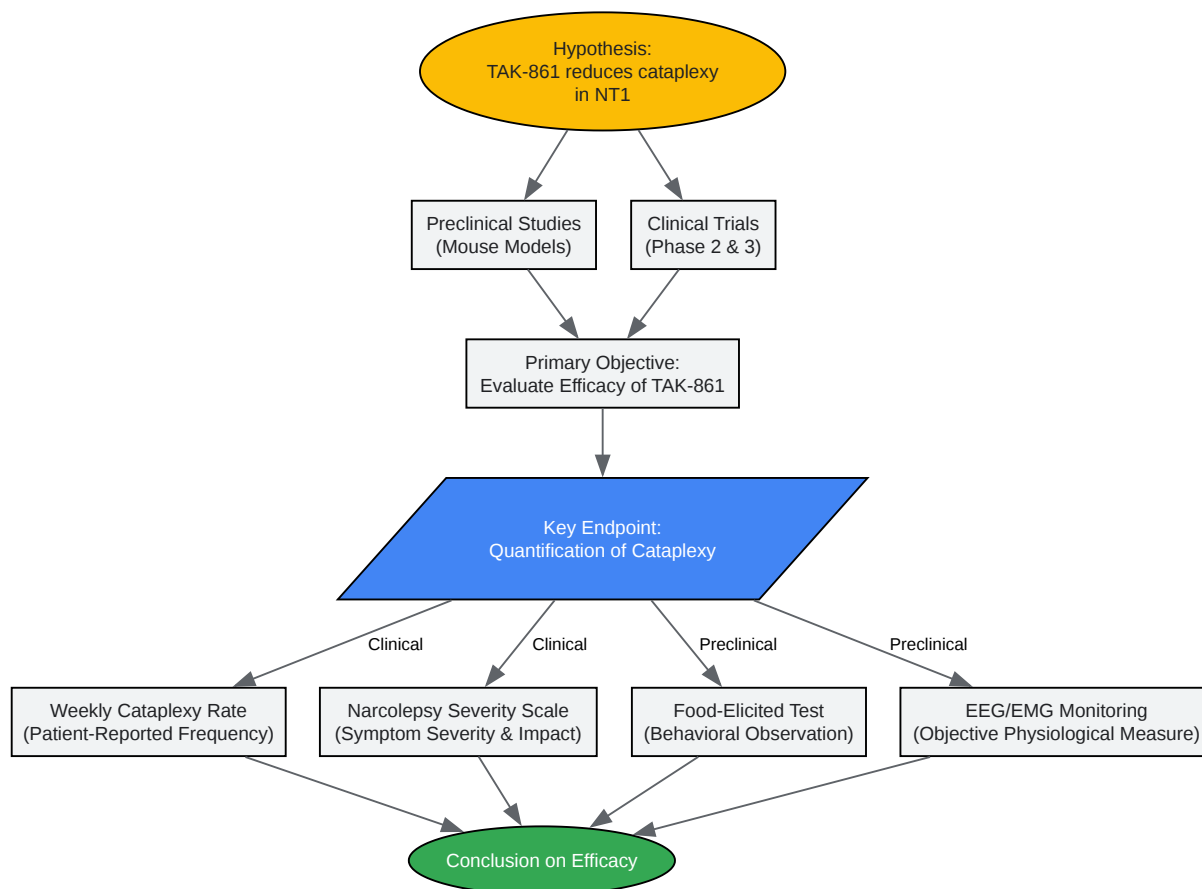 Hypothesis:
TAK-861 reduces cataplexy
in NT1
Preclinical Studies
(Mouse Models)
Clinical Trials
(Phase 2 & 3)
Primary Objective:
Evaluate Efficacy of TAK-861
Key Endpoint:
Quantification of Cataplexy
Clinical
Clinical
Preclinical
Preclinical
Weekly Cataplexy Rate
(Patient-Reported Frequency)
Narcolepsy Severity Scale
(Symptom Severity & Impact)
Food-Elicited Test
(Behavioral Observation)
EEG/EMG Monitoring
(Objective Physiological Measure)
Conclusion on Efficacy